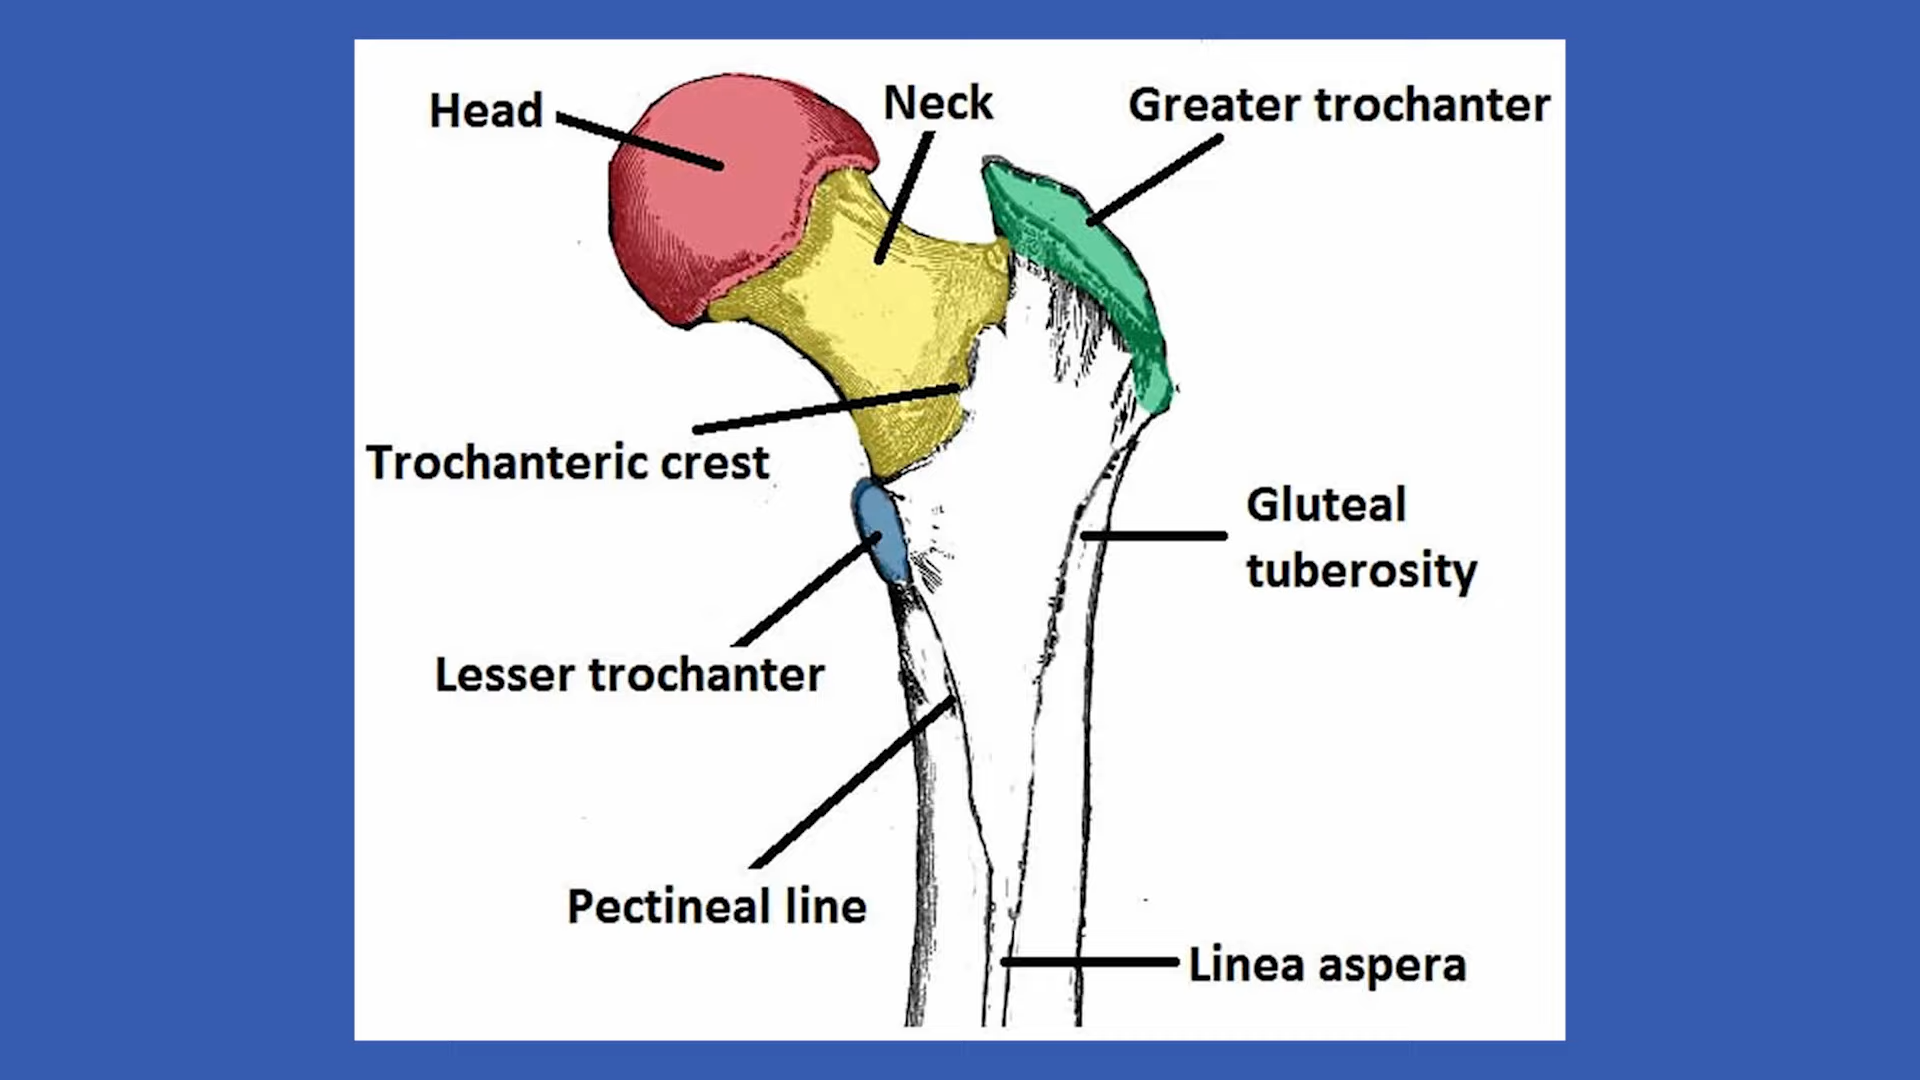 Head
Neck
Greater trochanter
Trochanteric crest
Gluteal
tuberosity
Lesser trochanter
Pectineal line
Linea aspera